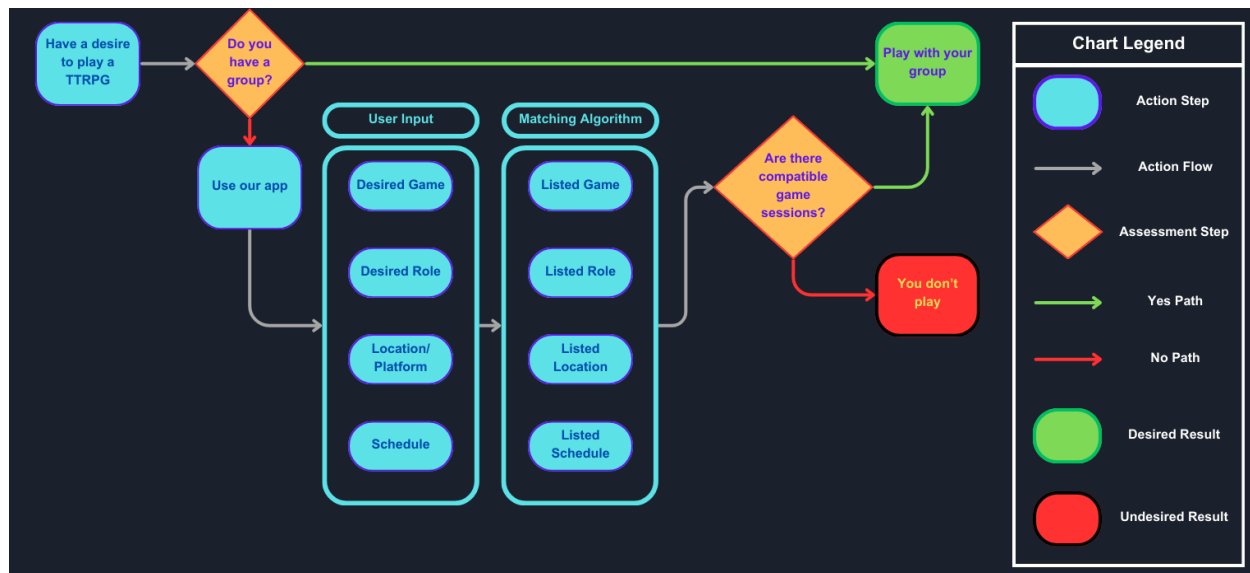 Have a desire
to play a
TTRPG
Do you
have a
group?
Play with your
group
Use our app
User Input
Desired Game
Desired Role
Location/
Platform
Schedule
Matching Algorithm
Listed Game
Listed Role
Listed
Location
Listed
Schedule
Are there
compatible
game
sessions?
You don't
play
Chart Legend
Action Step
Action Flow
Assessment Step
Yes Path
No Path
Desired Result
Undesired Result